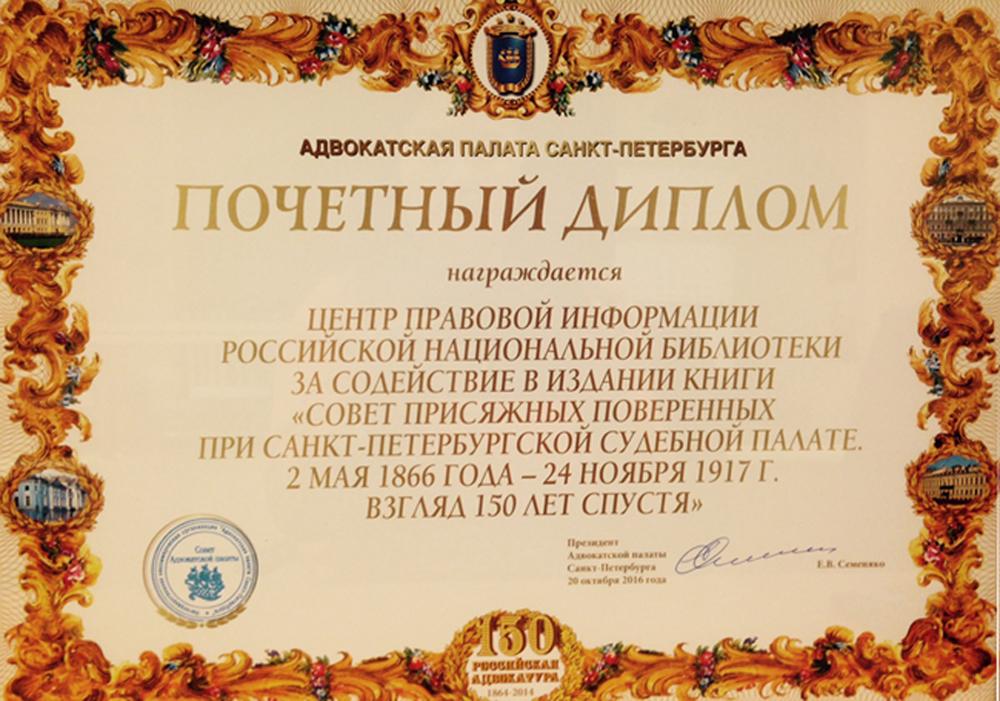 АДВОКАТСКАЯ ПАЛАТА САНКТ-ПЕТЕРБУРГА
ПОЧЕТНЫЙ ДИПЛОМ
награждается
ЦЕНТР ПРАВОВОЙ ИНФОРМАЦИИ
РОССИЙСКОЙ НАЦИОНАЛЬНОЙ БИБЛИОТЕКИ
ЗА СОДЕЙСТВИЕ В ИЗДАНИИ КНИГИ
«СОВЕТ ПРИСЯЖНЫХ ПОВЕРЕННЫХ
ПРИ САНКТ-ПЕТЕРБУРГСКОЙ СУДЕБНОЙ ПАЛАТЕ.
2 МАЯ 1866 ГОДА – 24 НОЯБРЯ 1917 Г.
ВЗГЛЯД 150 ЛЕТ СПУСТЯ»
Совет
Адвокатской палаты
Президент
Адвокатской палаты
Санкт-Петербурга
20 октября 2016 года
Е.В. Семеняко
150
РОССИЙСКАЯ
АДВОКАТУРА
1864-2014